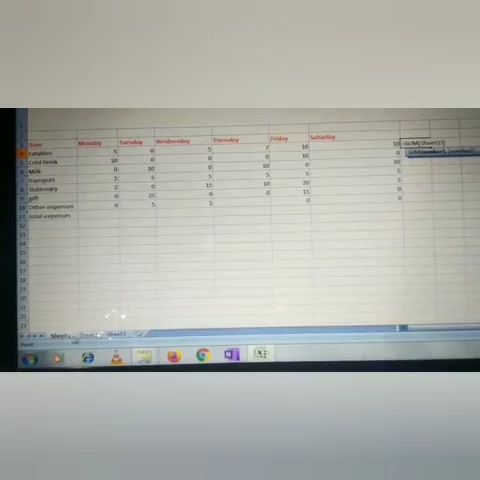 Items Monday Tuesday Wednesday Thursday Friday Saturday
Eatables 5 0 5 7 10 10 =SUM(Sheet1!)
Cold Drink 10 0 0 0 10 0
Milk 0 10 0 10 0 10
Transport 5 5 5 5 5 5
Stationary 2 0 15 10 20 5
gift 0 25 0 0 15 0
Other expenses 0 5 5 0 0
total expenses
Sheet1 Sheet2 Sheet3
Point